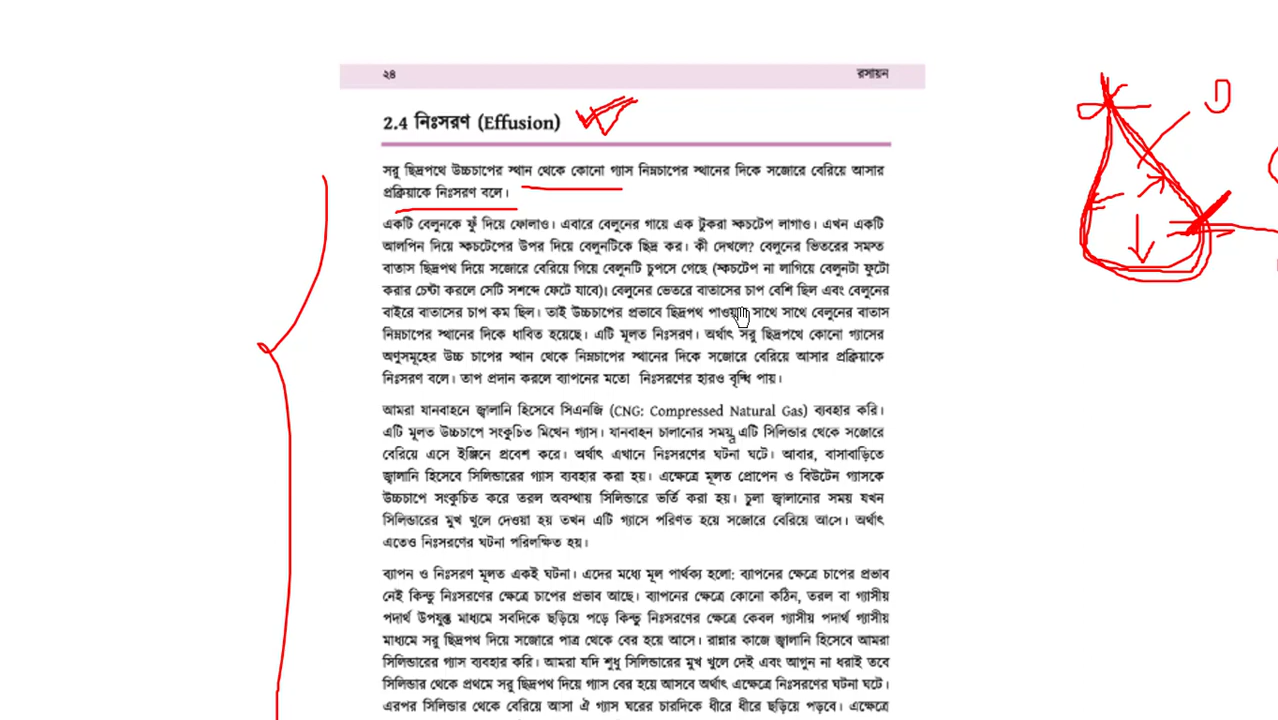 ২৪ রসায়ন
2.4 নিঃসরণ (Effusion)
সরু ছিদ্রপথে উচ্চচাপের স্থান থেকে কোনো গ্যাস নিম্নচাপের স্থানের দিকে সজোরে বেরিয়ে আসার
প্রক্রিয়াকে নিঃসরণ বলে।
একটি বেলুনকে ফুঁ দিয়ে ফোলাও। এবারে বেলুনের গায়ে এক টুকরা স্কচটেপ লাগাও। এখন একটি
আলপিন দিয়ে স্কচটেপের উপর দিয়ে বেলুনটিকে ছিদ্র কর। কী দেখলে? বেলুনের ভিতরের সমস্ত
বাতাস ছিদ্রপথ দিয়ে সজোরে বেরিয়ে গিয়ে বেলুনটি চুপসে গেছে (স্কচটেপ না লাগিয়ে বেলুনটা ফুটো
করার চেষ্টা করলে সেটি সশব্দে ফেটে যাবে)। বেলুনের ভেতরে বাতাসের চাপ বেশি ছিল এবং বেলুনের
বাইরে বাতাসের চাপ কম ছিল। তাই উচ্চচাপের প্রভাবে ছিদ্রপথ পাওয়ার সাথে সাথে বেলুনের বাতাস
নিম্নচাপের স্থানের দিকে ধাবিত হয়েছে। এটি মূলত নিঃসরণ। অর্থাৎ সরু ছিদ্রপথে কোনো গ্যাসের
অণুসমূহের উচ্চ চাপের স্থান থেকে নিম্নচাপের স্থানের দিকে সজোরে বেরিয়ে আসার প্রক্রিয়াকে
নিঃসরণ বলে। তাপ প্রদান করলে ব্যাপনের মতো নিঃসরণের হারও বৃদ্ধি পায়।
আমরা যানবাহনে জ্বালানি হিসেবে সিএনজি (CNG: Compressed Natural Gas) ব্যবহার করি।
এটি মূলত উচ্চচাপে সংকুচিত মিথেন গ্যাস। যানবাহন চালানোর সময় এটি সিলিন্ডার থেকে সজোরে
বেরিয়ে এসে ইঞ্জিনে প্রবেশ করে। অর্থাৎ এখানে নিঃসরণের ঘটনা ঘটে। আবার, বাসাবাড়িতে
জ্বালানি হিসেবে সিলিন্ডারের গ্যাস ব্যবহার করা হয়। এক্ষেত্রে মূলত প্রোপেন ও বিউটেন গ্যাসকে
উচ্চচাপে সংকুচিত করে তরল অবস্থায় সিলিন্ডারে ভর্তি করা হয়। চুলা জ্বালানোর সময় যখন
সিলিন্ডারের মুখ খুলে দেওয়া হয় তখন এটি গ্যাসে পরিণত হয়ে সজোরে বেরিয়ে আসে। অর্থাৎ
এতেও নিঃসরণের ঘটনা পরিলক্ষিত হয়।
ব্যাপন ও নিঃসরণ মূলত একই ঘটনা। এদের মধ্যে মূল পার্থক্য হলো: ব্যাপনের ক্ষেত্রে চাপের প্রভাব
নেই কিন্তু নিঃসরণের ক্ষেত্রে চাপের প্রভাব আছে। ব্যাপনের ক্ষেত্রে কোনো কঠিন, তরল বা গ্যাসীয়
পদার্থ উপযুক্ত মাধ্যমে সবদিকে ছড়িয়ে পড়ে কিন্তু নিঃসরণের ক্ষেত্রে কেবল গ্যাসীয় পদার্থ গ্যাসীয়
মাধ্যমে সরু ছিদ্রপথ দিয়ে সজোরে পাত্র থেকে বের হয়ে আসে। রান্নার কাজে জ্বালানি হিসেবে আমরা
সিলিন্ডারের গ্যাস ব্যবহার করি। আমরা যদি শুধু সিলিন্ডারের মুখ খুলে দেই এবং আগুন না ধরাই তবে
সিলিন্ডার থেকে প্রথমে সরু ছিদ্রপথ দিয়ে গ্যাস বের হয়ে আসবে অর্থাৎ এক্ষেত্রে নিঃসরণের ঘটনা ঘটে।
এরপর সিলিন্ডার থেকে বেরিয়ে আসা ঐ গ্যাস ঘরের চারদিকে ধীরে ধীরে ছড়িয়ে পড়বে। এক্ষেত্রে